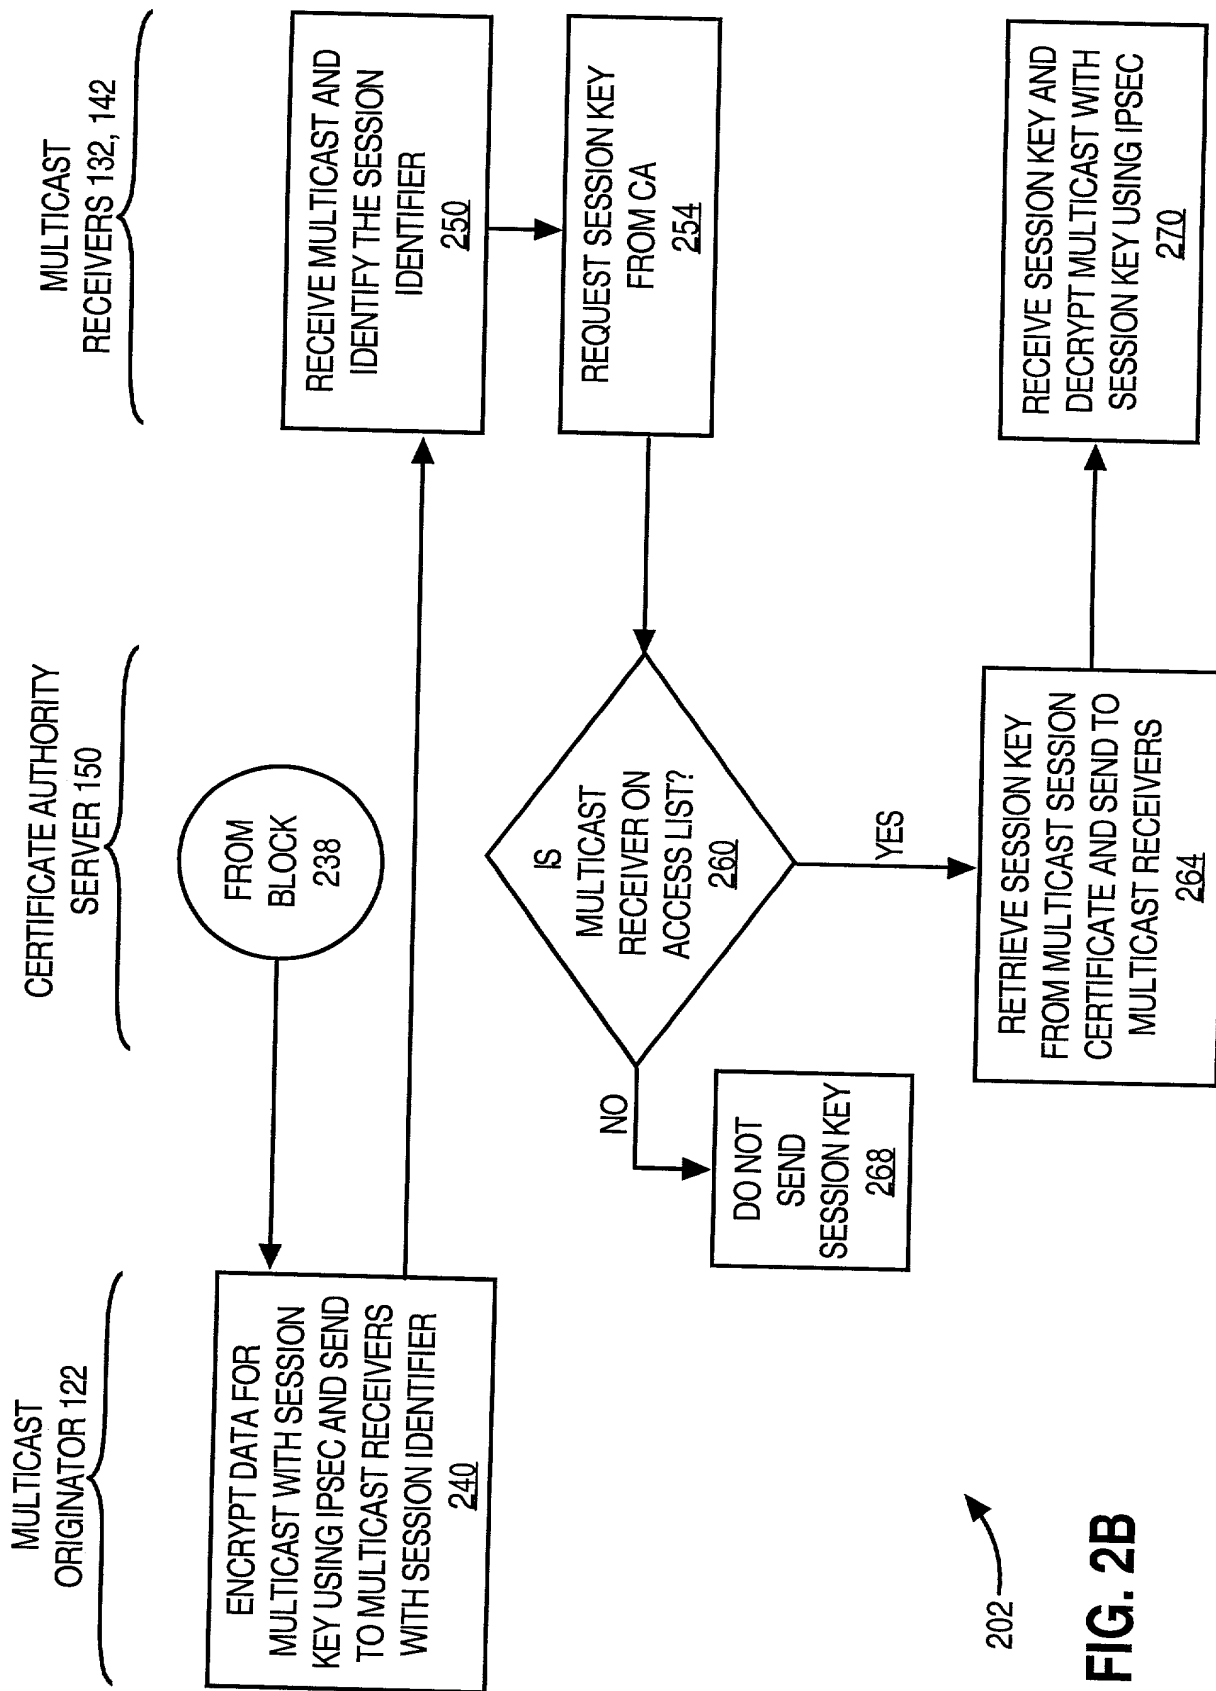 MULTICAST
ORIGINATOR 122
CERTIFICATE AUTHORITY
SERVER 150
MULTICAST
RECEIVERS 132, 142
FROM
BLOCK
238
ENCRYPT DATA FOR
MULTICAST WITH SESSION
KEY USING IPSEC AND SEND
TO MULTICAST RECEIVERS
WITH SESSION IDENTIFIER
240
RECEIVE MULTICAST AND
IDENTIFY THE SESSION
IDENTIFIER
250
REQUEST SESSION KEY
FROM CA
254
IS
MULTICAST
RECEIVER ON
ACCESS LIST?
260
NO
DO NOT
SEND
SESSION KEY
268
YES
RETRIEVE SESSION KEY
FROM MULTICAST SESSION
CERTIFICATE AND SEND TO
MULTICAST RECEIVERS
264
RECEIVE SESSION KEY AND
DECRYPT MULTICAST WITH
SESSION KEY USING IPSEC
270
202
FIG. 2B